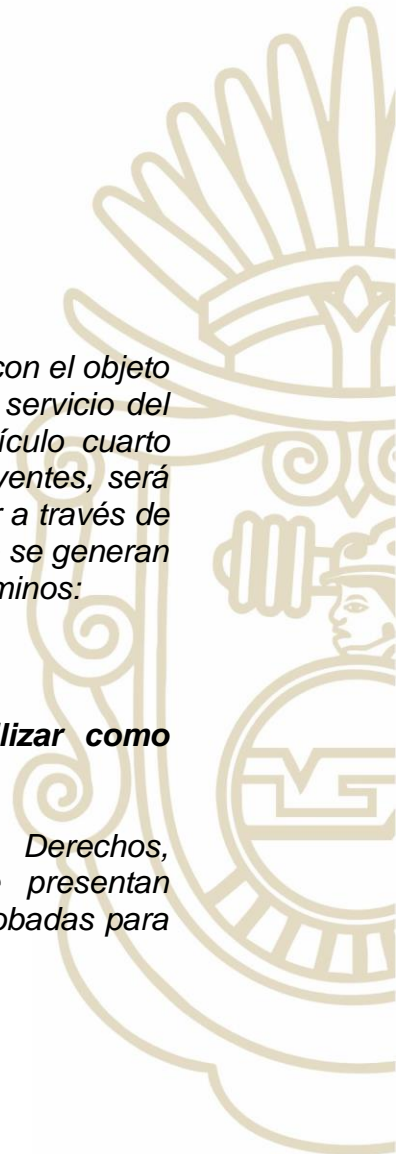 con el objeto
servicio del
ículo cuarto
yentes, será
r a través de
se generan
minos:
lizar como
Derechos,
presentan
obadas para